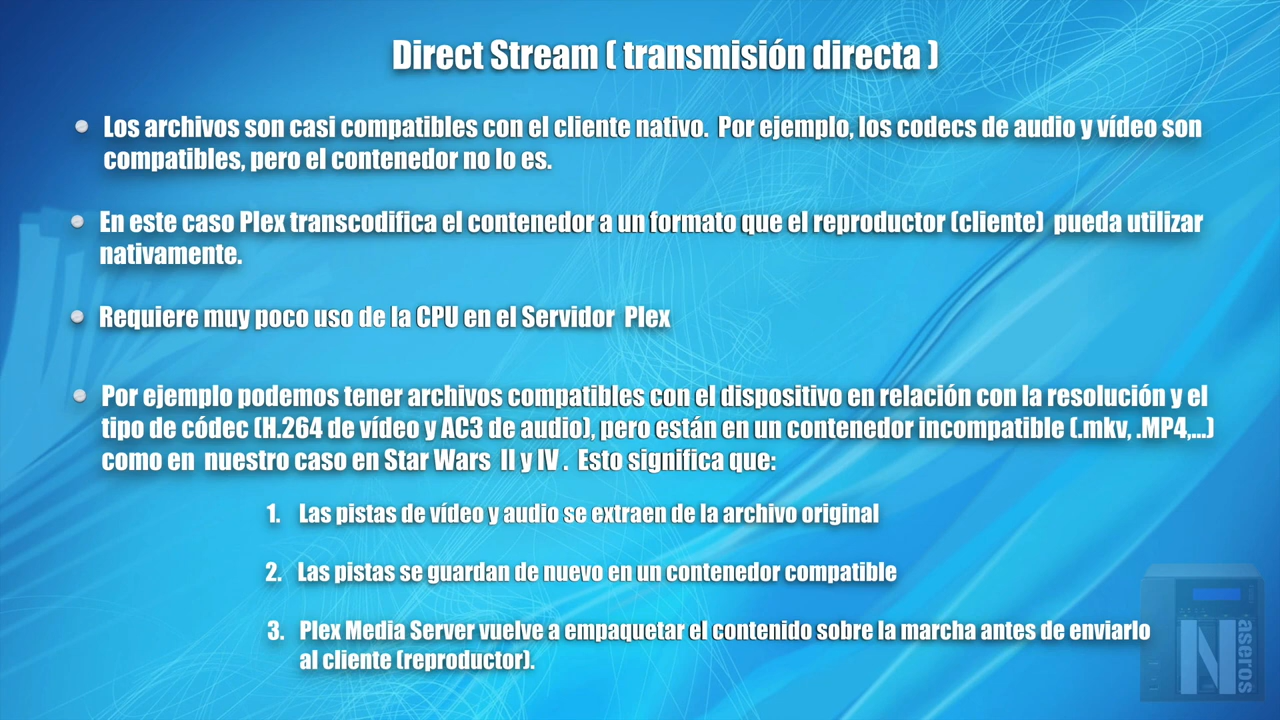 Direct Stream ( transmisión directa )
Los archivos son casi compatibles con el cliente nativo. Por ejemplo, los codecs de audio y vídeo son
compatibles, pero el contenedor no lo es.
En este caso Plex transcodifica el contenedor a un formato que el reproductor (cliente) pueda utilizar
nativamente.
Requiere muy poco uso de la CPU en el Servidor Plex
Por ejemplo podemos tener archivos compatibles con el dispositivo en relación con la resolución y el
tipo de códec (H.264 de vídeo y AC3 de audio), pero están en un contenedor incompatible (.mkv, .MP4,...)
como en nuestro caso en Star Wars II y IV . Esto significa que:
1. Las pistas de vídeo y audio se extraen de la archivo original
2. Las pistas se guardan de nuevo en un contenedor compatible
3. Plex Media Server vuelve a empaquetar el contenido sobre la marcha antes de enviarlo
al cliente (reproductor).
Naseros